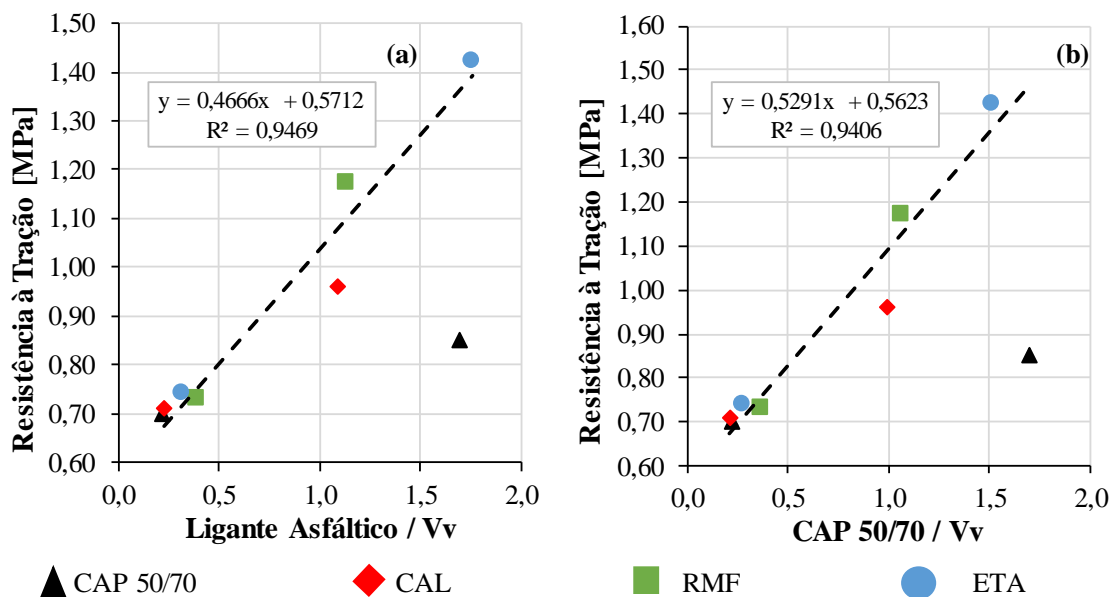 (a)
y = 0,4666x + 0,5712
R² = 0,9469
Resistência à Tração [MPa]
1,50
1,40
1,30
1,20
1,10
1,00
0,90
0,80
0,70
0,60
0,0 0,5 1,0 1,5 2,0
Ligante Asfáltico / Vv
(b)
y = 0,5291x + 0,5623
R² = 0,9406
Resistência à Tração [MPa]
1,60
1,50
1,40
1,30
1,20
1,10
1,00
0,90
0,80
0,70
0,60
0,0 0,5 1,0 1,5 2,0
CAP 50/70 / Vv
CAP 50/70 CAL RMF ETA